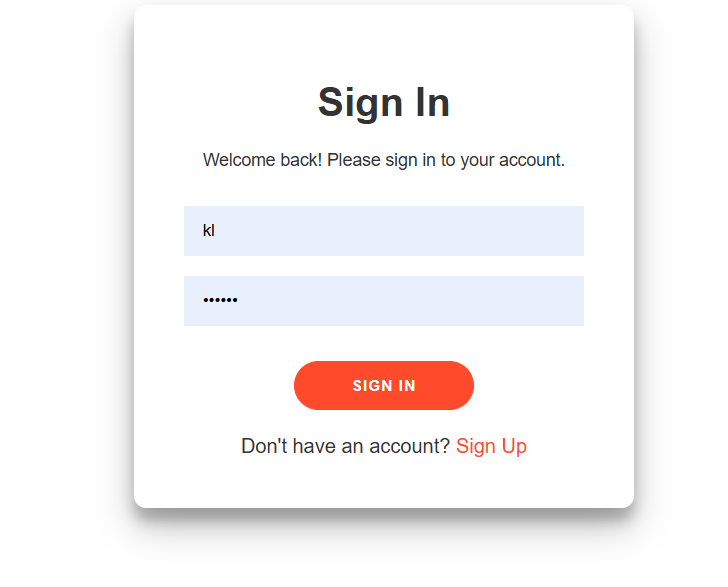 Sign In
Welcome back! Please sign in to your account.
kl
••••••
SIGN IN
Don't have an account? Sign Up